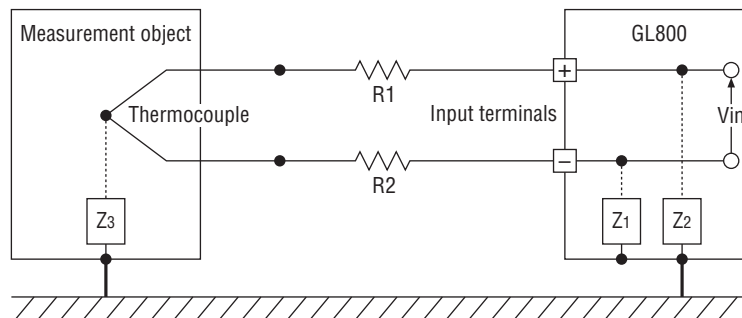 Measurement object
GL800
+
R1
Thermocouple
Input terminals
Vin
−
R2
Z3
Z1
Z2